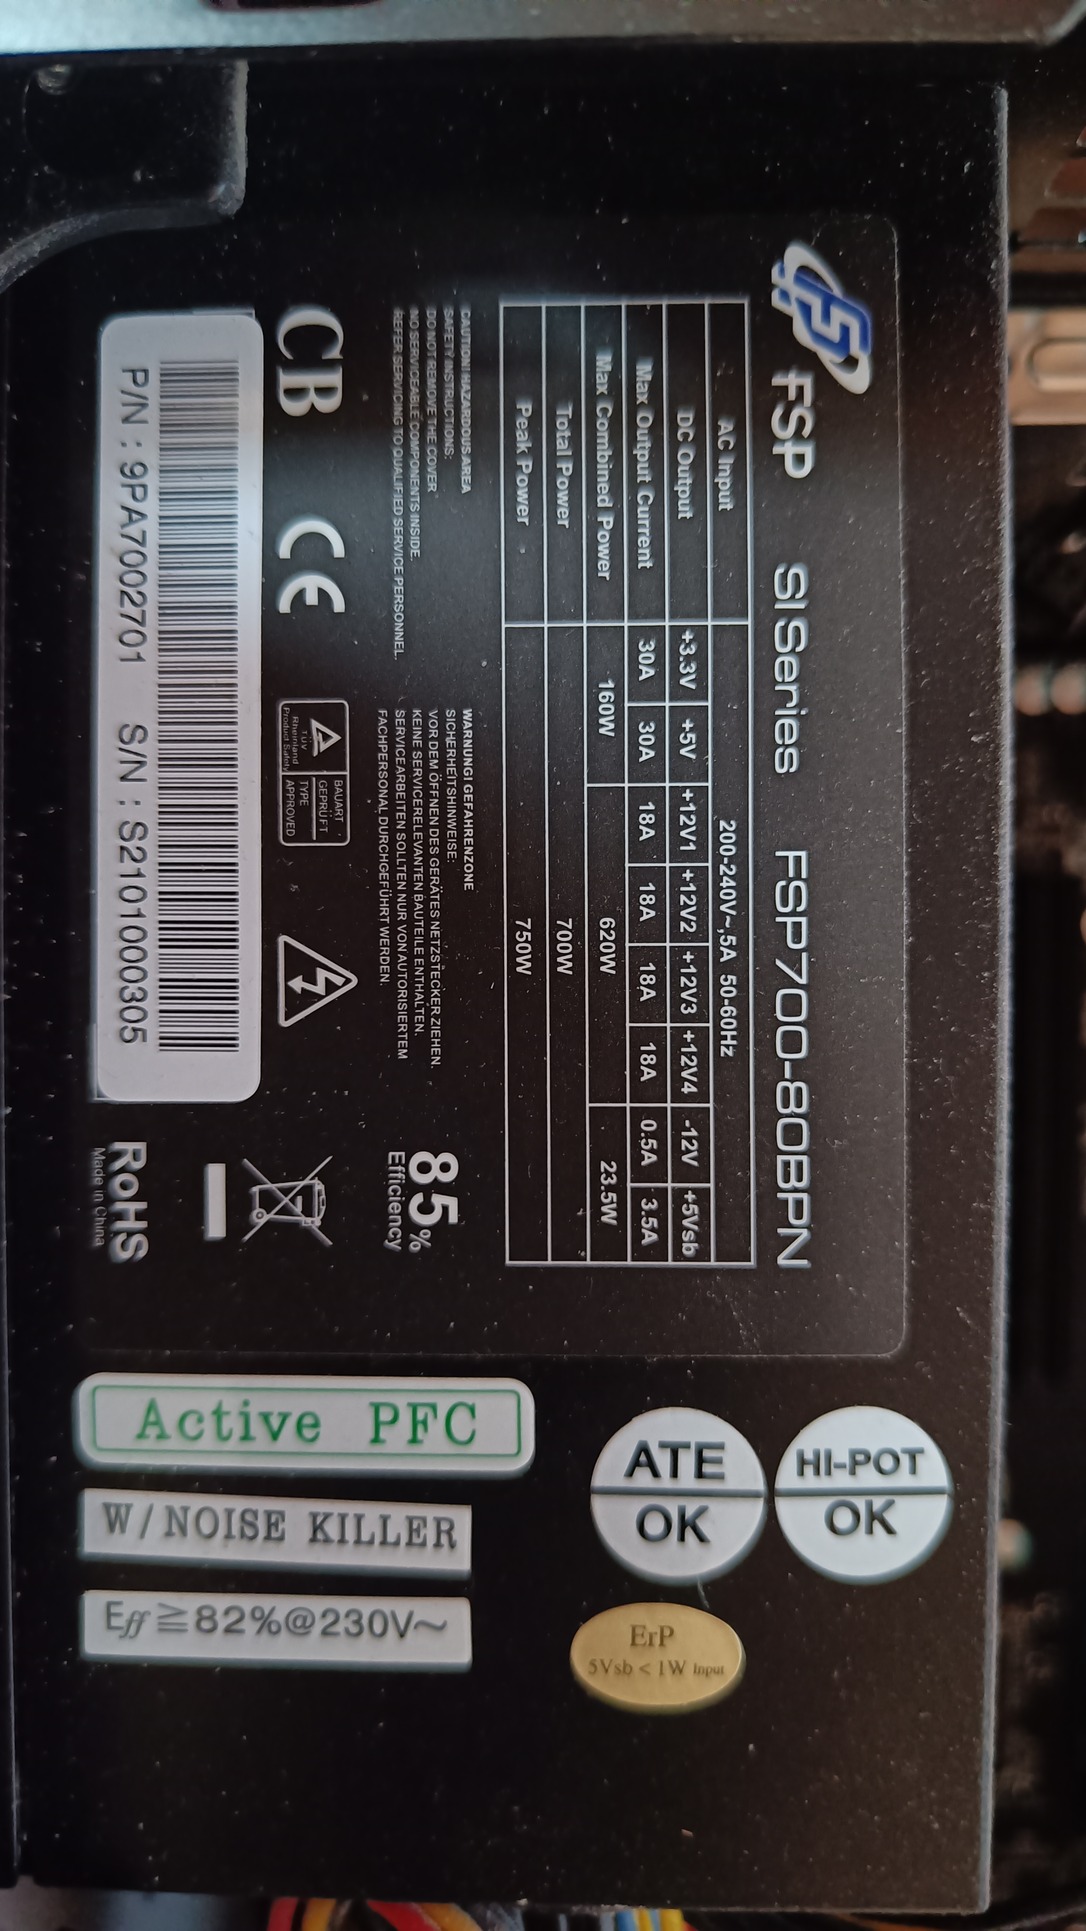 FSP SI Series FSP700-80BPN
AC Input 200-240V~,5A 50-60Hz
DC Output +3.3V +5V +12V1 +12V2 +12V3 +12V4 -12V +5Vsb
Max Output Current 30A 30A 18A 18A 18A 18A 0.5A 3.5A
Max Combined Power 160W 620W 23.5W
Total Power 700W
Peak Power 750W
CAUTION! HAZARDOUS AREA
SAFETY INSTRUCTIONS:
DO NOT REMOVE THE COVER
NO SERVICEABLE COMPONENTS INSIDE.
REFER SERVICING TO QUALIFIED SERVICE PERSONNEL.
WARNUNG! GEFAHRENZONE
SICHERHEITSHINWEISE:
VOR DEM ÖFFNEN DES GERÄTES NETZSTECKER ZIEHEN.
KEINE SERVICERELEVANTEN BAUTEILE ENTHALTEN.
SERVICEARBEITEN SOLLTEN NUR VON AUTORISIERTEM
FACHPERSONAL DURCHGEFÜHRT WERDEN.
85%
Efficiency
CB CE
TÜV
Rheinland
Product Safety
BAUART
GEPRÜFT
TYPE
APPROVED
P/N : 9PA7002701 S/N : S2101000305
RoHS
Made in China
HI-POT
OK
ATE
OK
ErP
5Vsb < 1W Input
Active PFC
W/NOISE KILLER
Eff≧82%@230V~